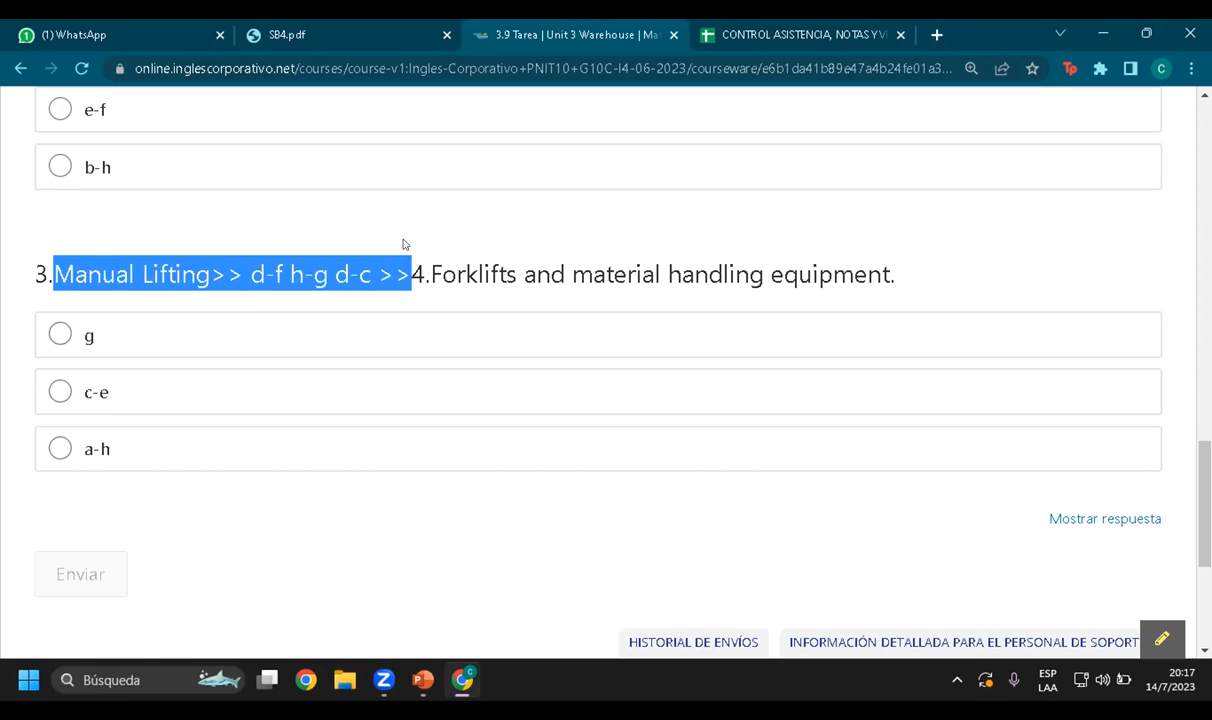 (1) WhatsApp
SB4.pdf
3.9 Tarea | Unit 3 Warehouse | Ma
CONTROL ASISTENCIA, NOTAS Y V
online.inglescorporativo.net/courses/course-v1:Ingles-Corporativo+PNIT10+G10C-I4-06-2023/courseware/e6b1da41b89e47a4b24fe01a3...
e-f
b-h
3.Manual Lifting>> d-f h-g d-c >>4.Forklifts and material handling equipment.
g
c-e
a-h
Mostrar respuesta
Enviar
HISTORIAL DE ENVÍOS
INFORMACIÓN DETALLADA PARA EL PERSONAL DE SOPORT
Búsqueda
ESP
LAA
20:17
14/7/2023